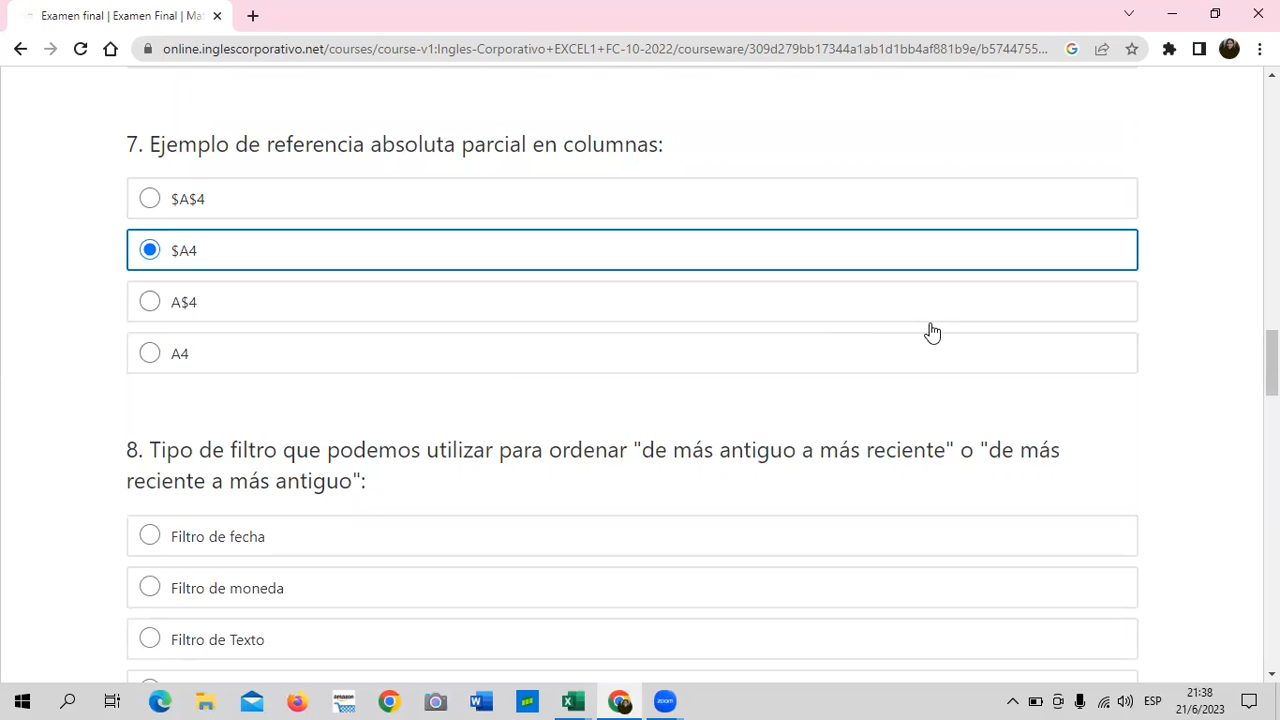 Examen final | Examen Final | Ma
online.inglescorporativo.net/courses/course-v1:Ingles-Corporativo+EXCEL1+FC-10-2022/courseware/309d279bb17344a1ab1d1bb4af881b9e/b5744755...
7. Ejemplo de referencia absoluta parcial en columnas:
$A$4
$A4
A$4
A4
8. Tipo de filtro que podemos utilizar para ordenar "de más antiguo a más reciente" o "de más
reciente a más antiguo":
Filtro de fecha
Filtro de moneda
Filtro de Texto
amazon
zoom
ESP
21:38
21/6/2023